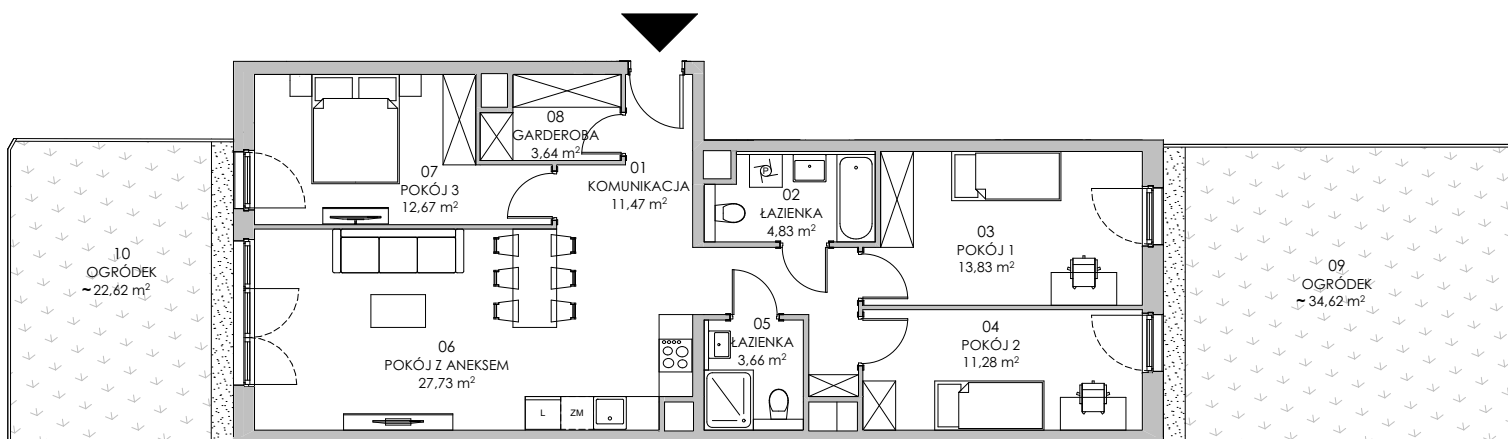 08
GARDEROBA
3,64 m²
07
POKÓJ 3
12,67 m²
01
KOMUNIKACJA
11,47 m²
P
02
ŁAZIENKA
4,83 m²
03
POKÓJ 1
13,83 m²
10
OGRÓDEK
~22,62 m²
09
OGRÓDEK
~34,62 m²
06
POKÓJ Z ANEKSEM
27,73 m²
05
ŁAZIENKA
3,66 m²
04
POKÓJ 2
11,28 m²
L
ZM